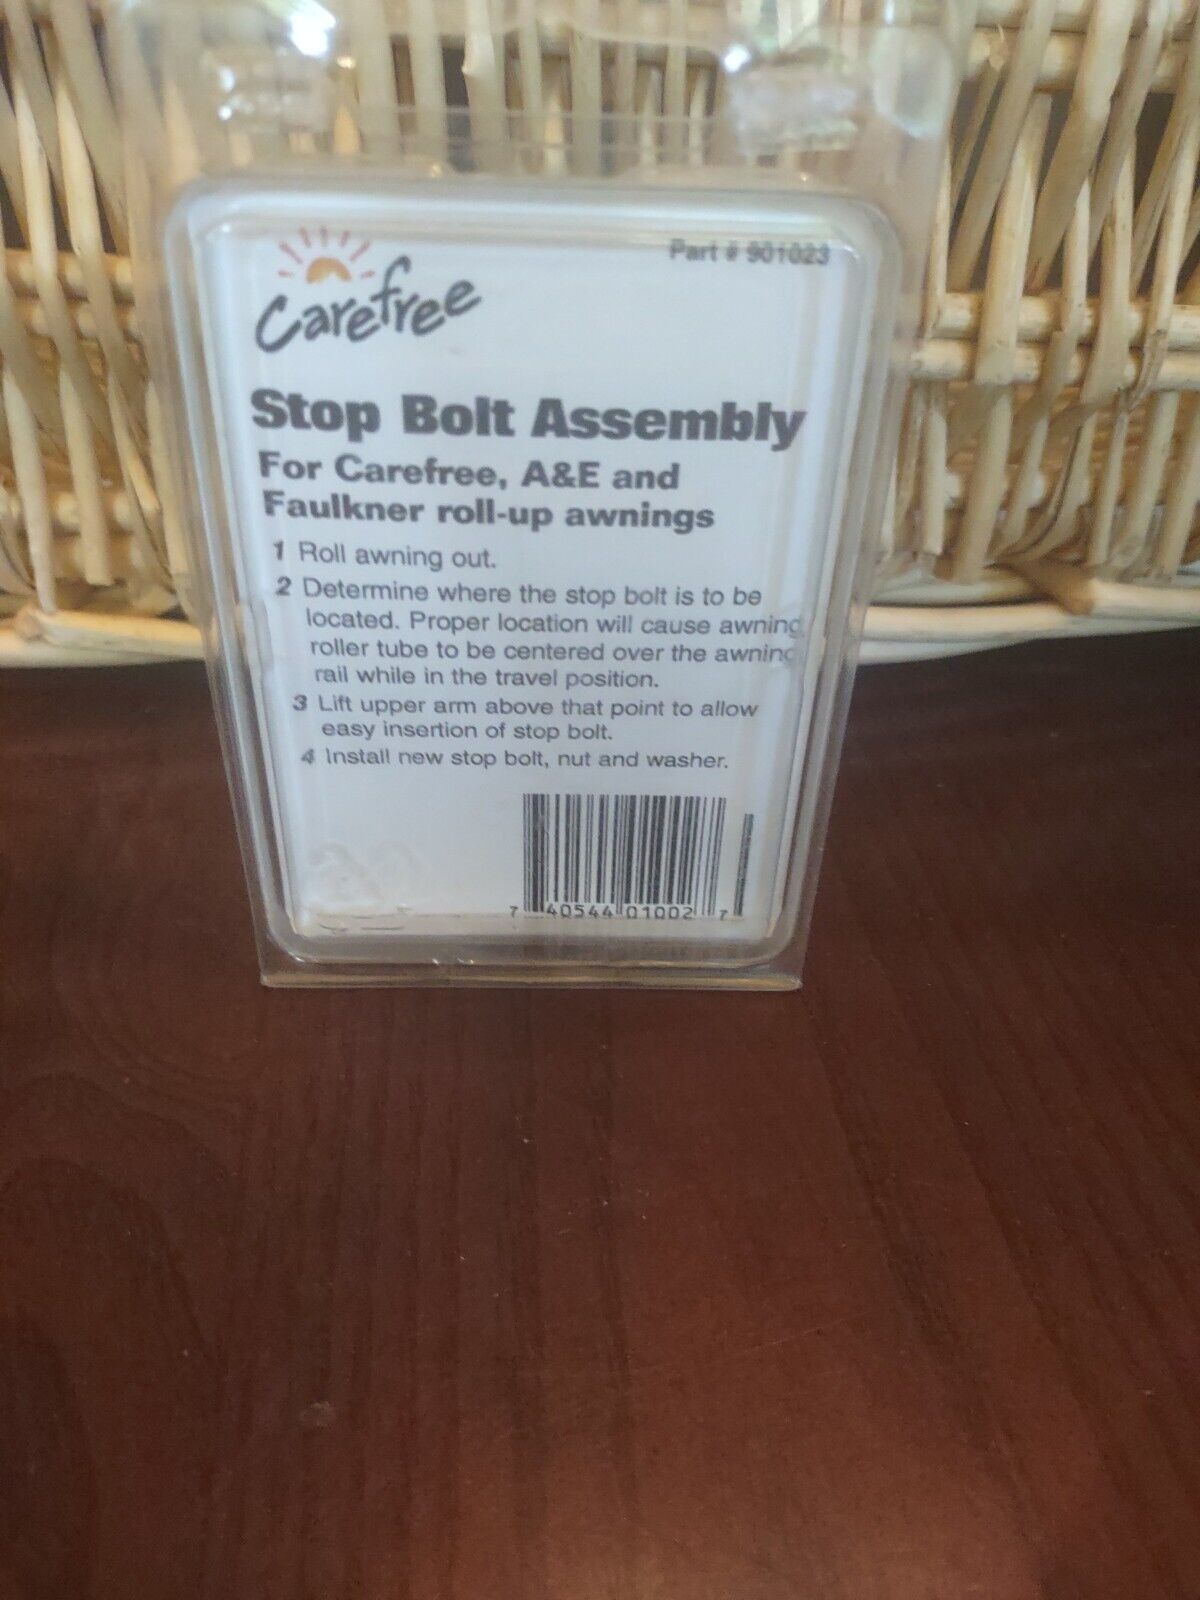 Part # 901023
Carefree
Stop Bolt Assembly
For Carefree, A&E and
Faulkner roll-up awnings
1 Roll awning out.
2 Determine where the stop bolt is to be
located. Proper location will cause awning
roller tube to be centered over the awning
rail while in the travel position.
3 Lift upper arm above that point to allow
easy insertion of stop bolt.
4 Install new stop bolt, nut and washer.
7 40544 01002 7